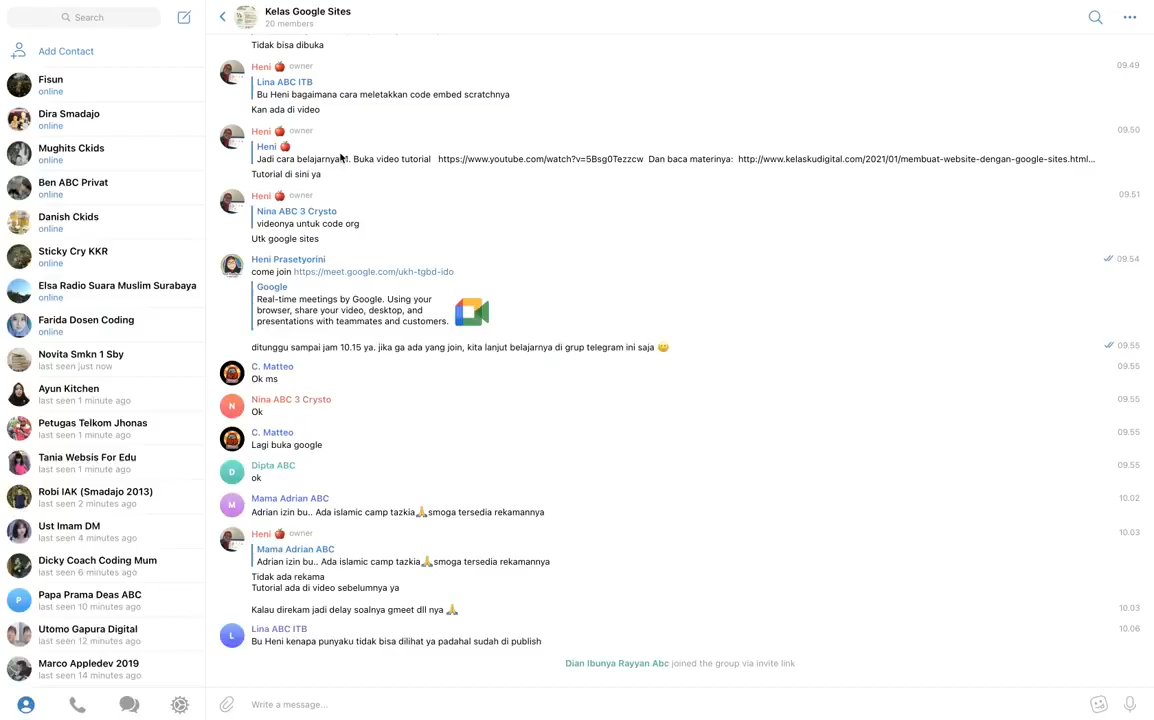 Search
Add Contact
Fisun
online
Dira Smadajo
online
Mughits Ckids
online
Ben ABC Privat
online
Danish Ckids
online
Sticky Cry KKR
online
Elsa Radio Suara Muslim Surabaya
online
Farida Dosen Coding
online
Novita Smkn 1 Sby
last seen just now
Ayun Kitchen
last seen 1 minute ago
Petugas Telkom Jhonas
last seen 1 minute ago
Tania Websis For Edu
last seen 1 minute ago
Robi IAK (Smadajo 2013)
last seen 2 minutes ago
Ust Imam DM
last seen 4 minutes ago
Dicky Coach Coding Mum
last seen 6 minutes ago
Papa Prama Deas ABC
last seen 10 minutes ago
Utomo Gapura Digital
last seen 12 minutes ago
Marco Appledev 2019
last seen 14 minutes ago
Kelas Google Sites
20 members
Tidak bisa dibuka
Heni 🍎 owner 09.49
Lina ABC ITB
Bu Heni bagaimana cara meletakkan code embed scratchnya
Kan ada di video
Heni 🍎 owner 09.50
Heni 🍎
Jadi cara belajarnya 1. Buka video tutorial https://www.youtube.com/watch?v=5Bsg0Tezzcw Dan baca materinya: http://www.kelaskudigital.com/2021/01/membuat-website-dengan-google-sites.html...
Tutorial di sini ya
Heni 🍎 owner 09.51
Nina ABC 3 Crysto
videonya untuk code org
Utk google sites
Heni Prasetyorini 09.54
come join https://meet.google.com/ukh-tgbd-ido
Google
Real-time meetings by Google. Using your
browser, share your video, desktop, and
presentations with teammates and customers.
ditunggu sampai jam 10.15 ya. jika ga ada yang join, kita lanjut belajarnya di grup telegram ini saja 😊 09.55
C. Matteo 09.55
Ok ms
N
Nina ABC 3 Crysto 09.55
Ok
C. Matteo 09.55
Lagi buka google
D
Dipta ABC 09.55
ok
M
Mama Adrian ABC 10.02
Adrian izin bu.. Ada islamic camp tazkia🙏smoga tersedia rekamannya
Heni 🍎 owner 10.03
Mama Adrian ABC
Adrian izin bu.. Ada islamic camp tazkia🙏smoga tersedia rekamannya
Tidak ada rekama
Tutorial ada di video sebelumnya ya
Kalau direkam jadi delay soalnya gmeet dll nya 🙏 10.03
L
Lina ABC ITB 10.06
Bu Heni kenapa punyaku tidak bisa dilihat ya padahal sudah di publish
Dian Ibunya Rayyan Abc joined the group via invite link
P
Write a message...